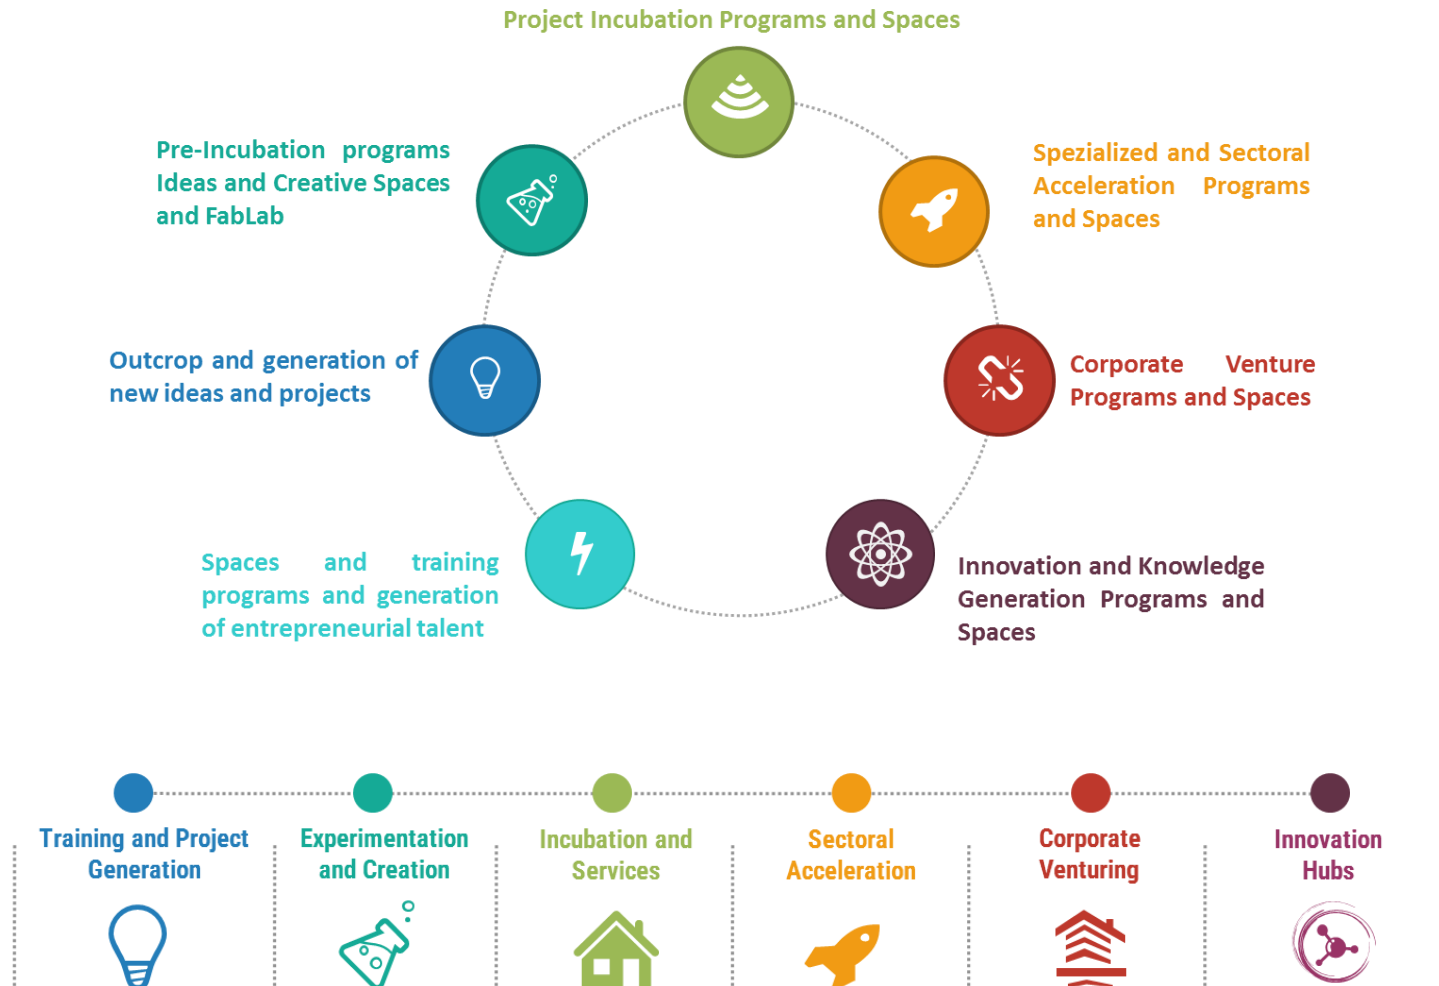 Project Incubation Programs and Spaces
Pre-Incubation programs
Ideas and Creative Spaces
and FabLab
Spezialized and Sectoral
Acceleration Programs
and Spaces
Outcrop and generation of
new ideas and projects
Corporate Venture
Programs and Spaces
Spaces and training
programs and generation
of entrepreneurial talent
Innovation and Knowledge
Generation Programs and
Spaces
Training and Project
Generation
Experimentation
and Creation
Incubation and
Services
Sectoral
Acceleration
Corporate
Venturing
Innovation
Hubs